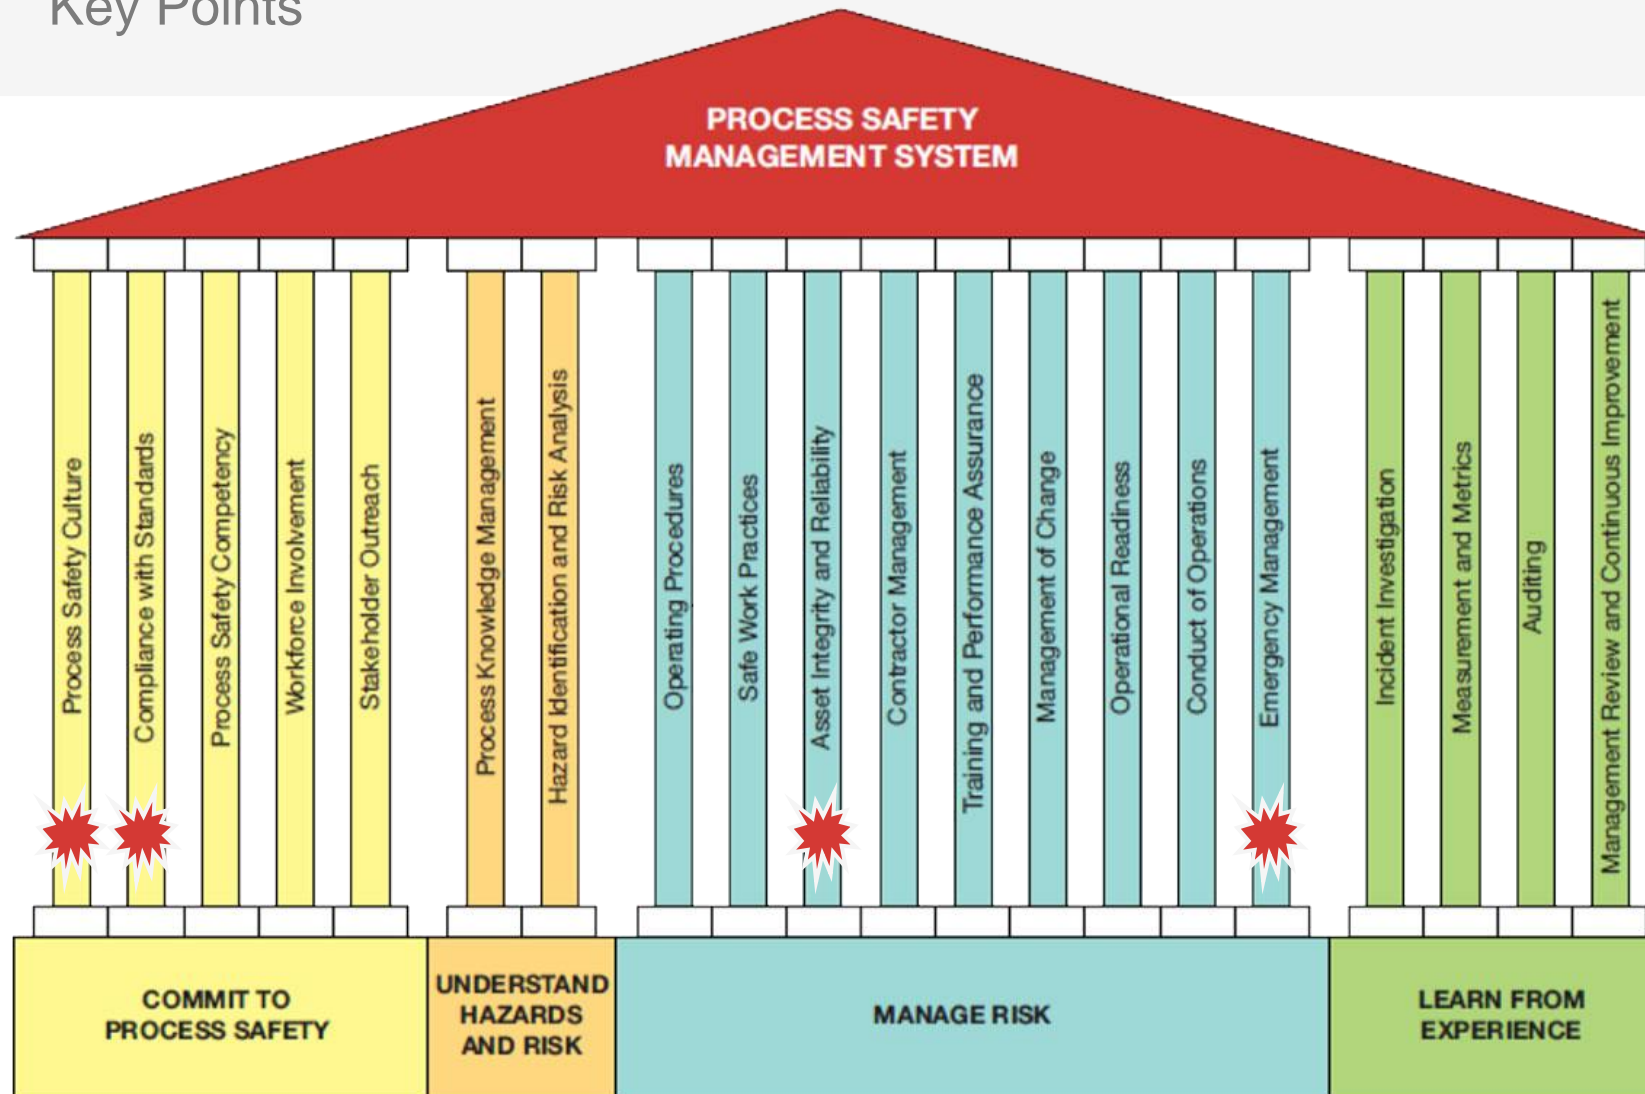 Key Points
PROCESS SAFETY
MANAGEMENT SYSTEM
Process Safety Culture
Compliance with Standards
Process Safety Competency
Workforce Involvement
Stakeholder Outreach
Process Knowledge Management
Hazard Identification and Risk Analysis
Operating Procedures
Safe Work Practices
Asset Integrity and Reliability
Contractor Management
Training and Performance Assurance
Management of Change
Operational Readiness
Conduct of Operations
Emergency Management
Incident Investigation
Measurement and Metrics
Auditing
Management Review and Continuous Improvement
COMMIT TO
PROCESS SAFETY
UNDERSTAND
HAZARDS
AND RISK
MANAGE RISK
LEARN FROM
EXPERIENCE